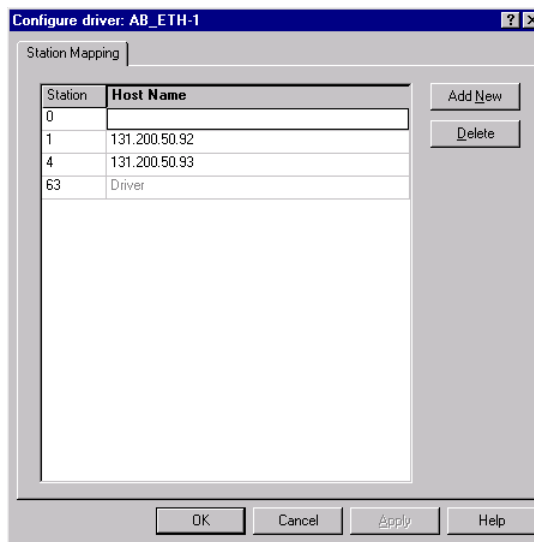 Configure driver: AB_ETH-1
Station Mapping
Station Host Name
0
1 131.200.50.92
4 131.200.50.93
63 Driver
Add New
Delete
OK Cancel Apply Help